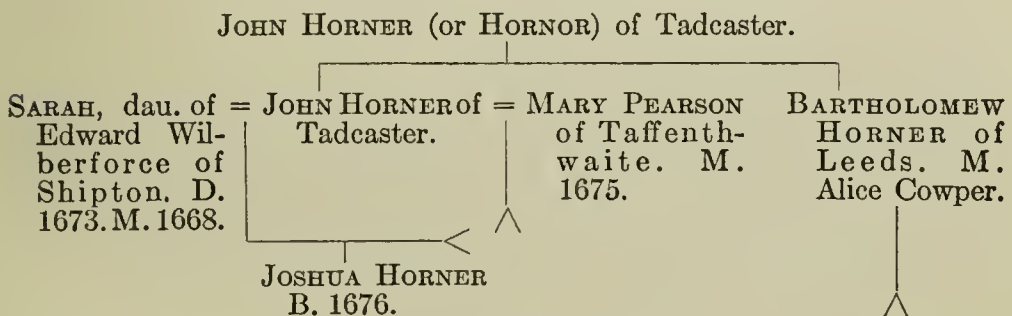 JOHN HORNER (or HORNOR) of Tadcaster.
SARAH, dau. of
Edward Wil-
berforce of
Shipton. D.
1673. M. 1668.
=
JOHN HORNER of
Tadcaster.
=
MARY PEARSON
of Taffenth-
waite. M.
1675.
BARTHOLOMEW
HORNER of
Leeds. M.
Alice Cowper.
JOSHUA HORNER
B. 1676.